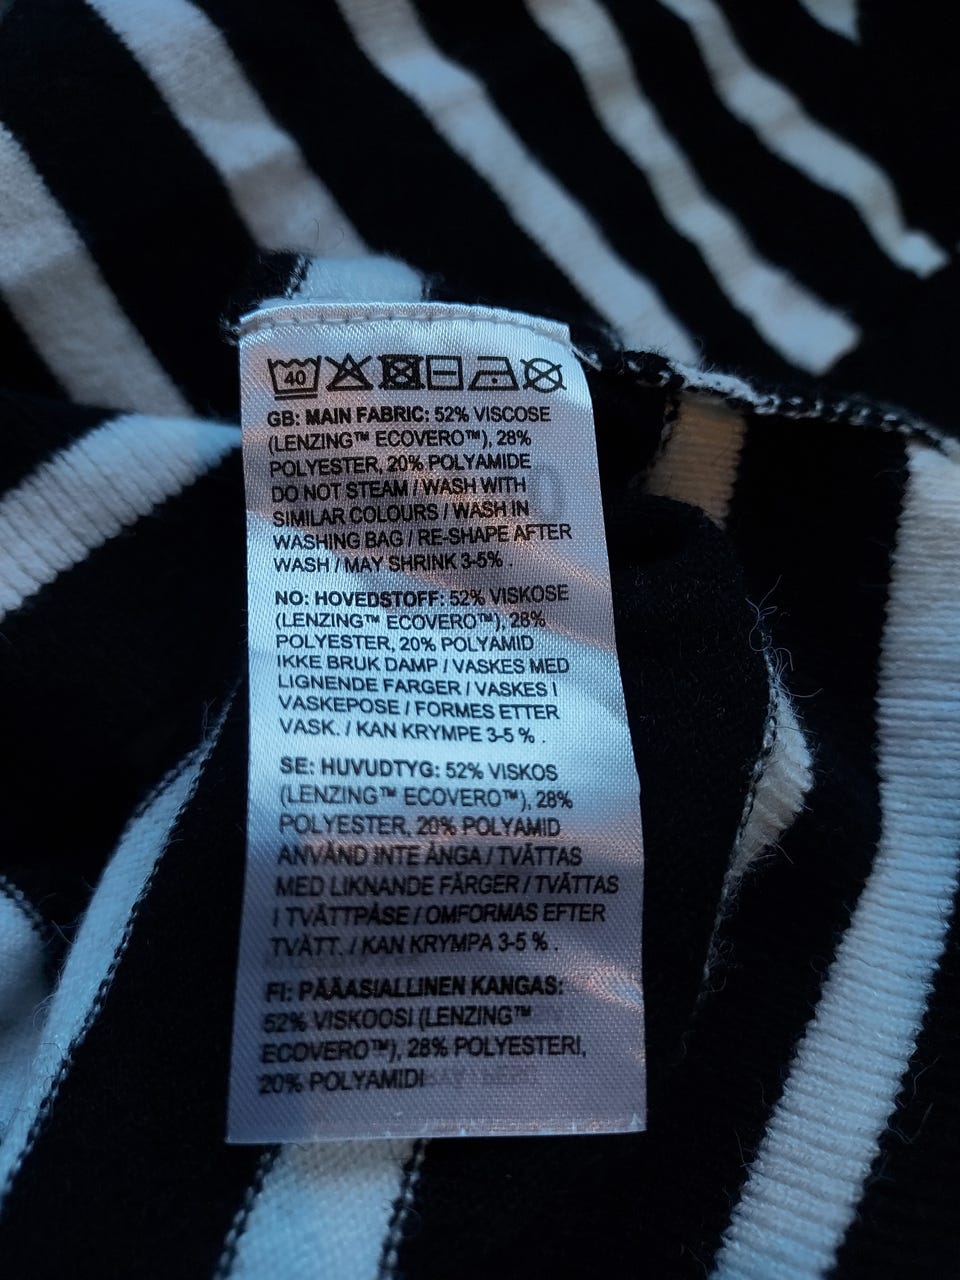 40
GB: MAIN FABRIC: 52% VISCOSE
(LENZING™ ECOVERO™), 28%
POLYESTER, 20% POLYAMIDE
DO NOT STEAM / WASH WITH
SIMILAR COLOURS / WASH IN
WASHING BAG / RE-SHAPE AFTER
WASH / MAY SHRINK 3-5% .
NO: HOVEDSTOFF: 52% VISKOSE
(LENZING™ ECOVERO™), 28%
POLYESTER, 20% POLYAMID
IKKE BRUK DAMP / VASKES MED
LIGNENDE FARGER / VASKES I
VASKEPOSE / FORMES ETTER
VASK. / KAN KRYMPE 3-5 % .
SE: HUVUDTYG: 52% VISKOS
(LENZING™ ECOVERO™), 28%
POLYESTER, 20% POLYAMID
ANVÄND INTE ÅNGA / TVÄTTAS
MED LIKNANDE FÄRGER / TVÄTTAS
I TVÄTTPÅSE / OMFORMAS EFTER
TVÄTT. / KAN KRYMPA 3-5 % .
FI: PÄÄASIALLINEN KANGAS:
52% VISKOOSI (LENZING™
ECOVERO™), 28% POLYESTERI,
20% POLYAMIDI